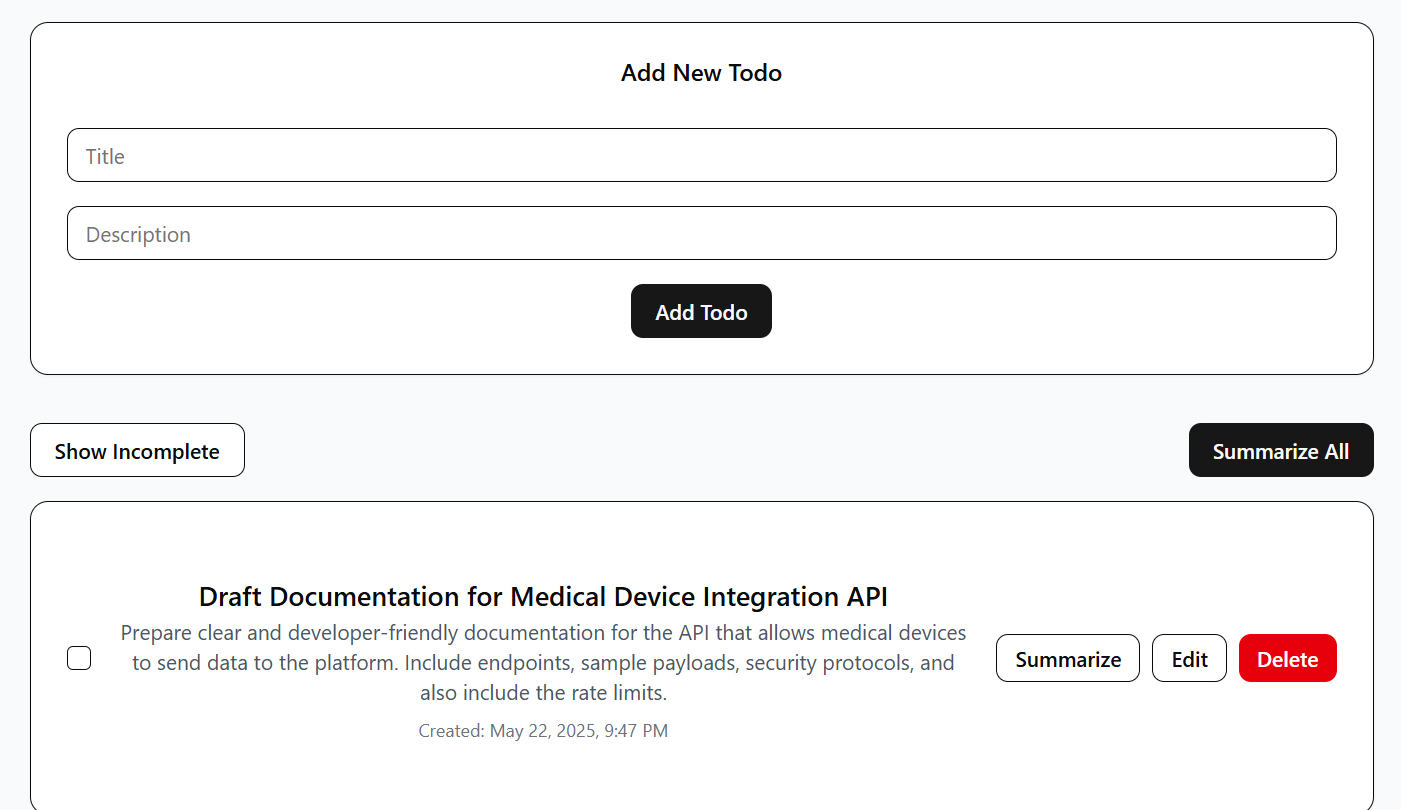 Add New Todo
Title
Description
Add Todo
Show Incomplete
Summarize All
Draft Documentation for Medical Device Integration API
Prepare clear and developer-friendly documentation for the API that allows medical devices
to send data to the platform. Include endpoints, sample payloads, security protocols, and
also include the rate limits.
Created: May 22, 2025, 9:47 PM
Summarize
Edit
Delete